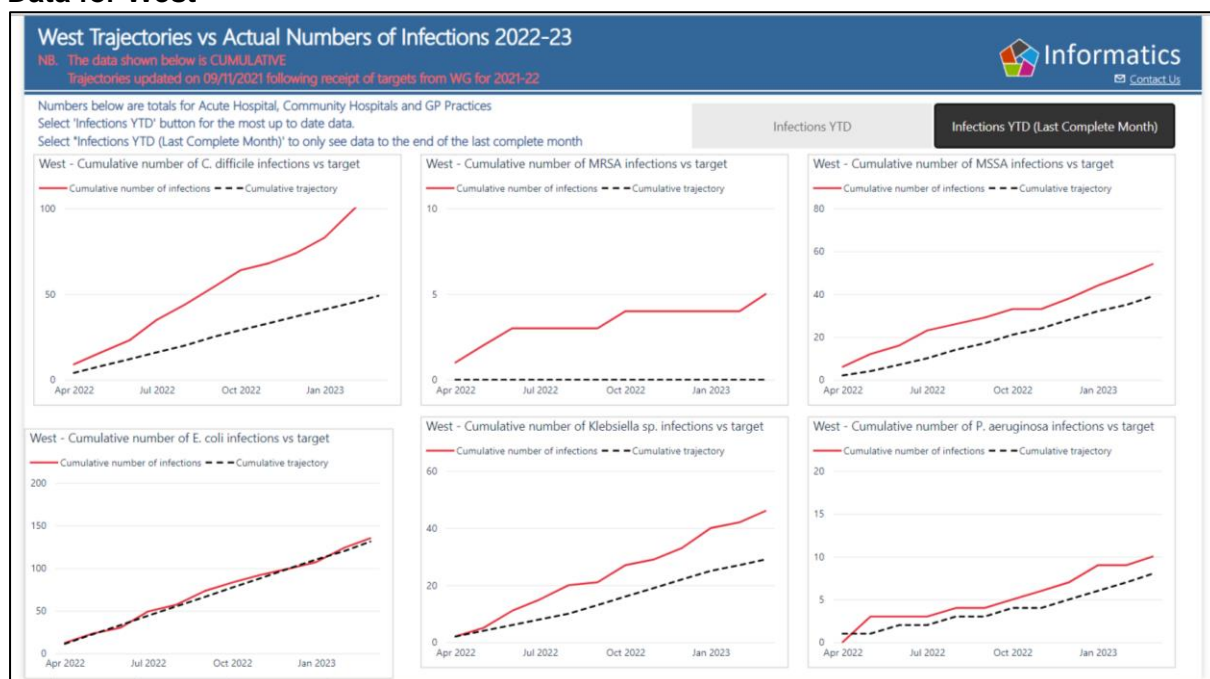 Data for West
West Trajectories vs Actual Numbers of Infections 2022-23
NB. The data shown below is CUMULATIVE
Trajectories updated on 09/11/2021 following receipt of targets from WG for 2021-22
Informatics
Contact Us
Numbers below are totals for Acute Hospital, Community Hospitals and GP Practices
Select 'Infections YTD' button for the most up to date data.
Select "Infections YTD (Last Complete Month)' to only see data to the end of the last complete month
Infections YTD
Infections YTD (Last Complete Month)
West - Cumulative number of C. difficile infections vs target
Cumulative number of infections Cumulative trajectory
100
50
0
Apr 2022 Jul 2022 Oct 2022 Jan 2023
West - Cumulative number of MRSA infections vs target
Cumulative number of infections Cumulative trajectory
10
5
0
Apr 2022 Jul 2022 Oct 2022 Jan 2023
West - Cumulative number of MSSA infections vs target
Cumulative number of infections Cumulative trajectory
80
60
40
20
0
Apr 2022 Jul 2022 Oct 2022 Jan 2023
West - Cumulative number of E. coli infections vs target
Cumulative number of infections Cumulative trajectory
200
150
100
50
0
Apr 2022 Jul 2022 Oct 2022 Jan 2023
West - Cumulative number of Klebsiella sp. infections vs target
Cumulative number of infections Cumulative trajectory
60
40
20
0
Apr 2022 Jul 2022 Oct 2022 Jan 2023
West - Cumulative number of P. aeruginosa infections vs target
Cumulative number of infections Cumulative trajectory
20
15
10
5
0
Apr 2022 Jul 2022 Oct 2022 Jan 2023